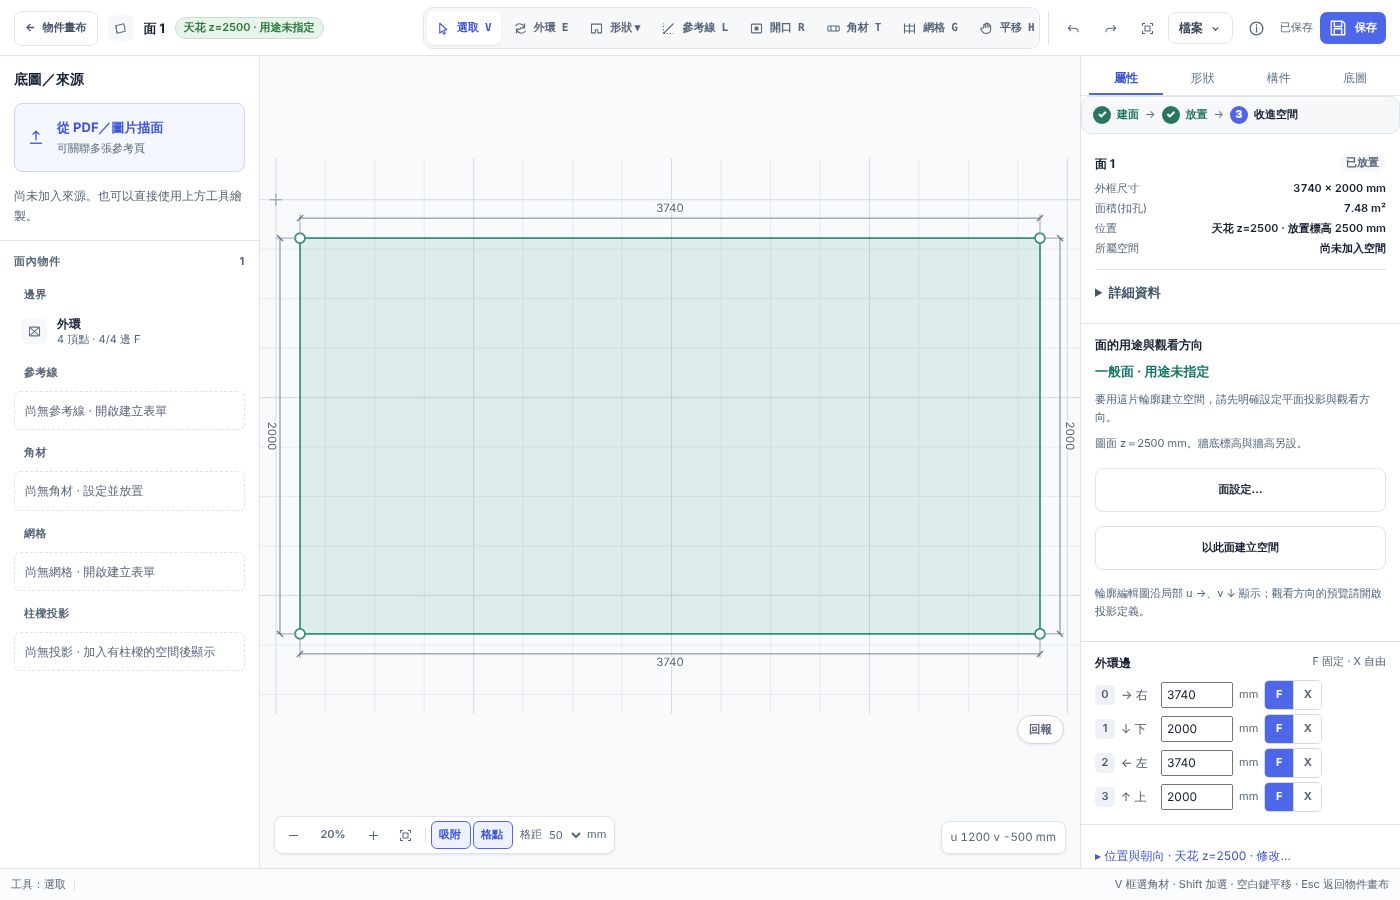 ← 物件畫布
面 1
天花 z=2500 · 用途未指定
選取 V
外環 E
形狀▾
參考線 L
開口 R
角材 T
網格 G
平移 H
檔案
已保存
保存
底圖／來源
從 PDF／圖片描面
可關聯多張參考頁
尚未加入來源。也可以直接使用上方工具繪
製。
面內物件
1
邊界
外環
4 頂點 · 4/4 邊 F
參考線
尚無參考線 · 開啟建立表單
角材
尚無角材 · 設定並放置
網格
尚無網格 · 開啟建立表單
柱樑投影
尚無投影 · 加入有柱樑的空間後顯示
3740
2000
2000
3740
回報
− 20% +
吸附
格點
格距 50 mm
u 1200 v -500 mm
屬性
形狀
構件
底圖
建面 → 放置 → 3 收進空間
面 1
已放置
外框尺寸
3740 × 2000 mm
面積(扣孔)
7.48 m²
位置
天花 z=2500 · 放置標高 2500 mm
所屬空間
尚未加入空間
▶ 詳細資料
面的用途與觀看方向
一般面 · 用途未指定
要用這片輪廓建立空間，請先明確設定平面投影與觀看方
向。
圖面 z = 2500 mm。牆底標高與牆高另設。
面設定...
以此面建立空間
輪廓編輯圖沿局部 u →、v ↓ 顯示；觀看方向的預覽請開啟
投影定義。
外環邊
F 固定 · X 自由
0 → 右 3740 mm F X
1 ↓ 下 2000 mm F X
2 ← 左 3740 mm F X
3 ↑ 上 2000 mm F X
▸ 位置與朝向 · 天花 z=2500 · 修改...
工具：選取
V 框選角材 · Shift 加選 · 空白鍵平移 · Esc 返回物件畫布